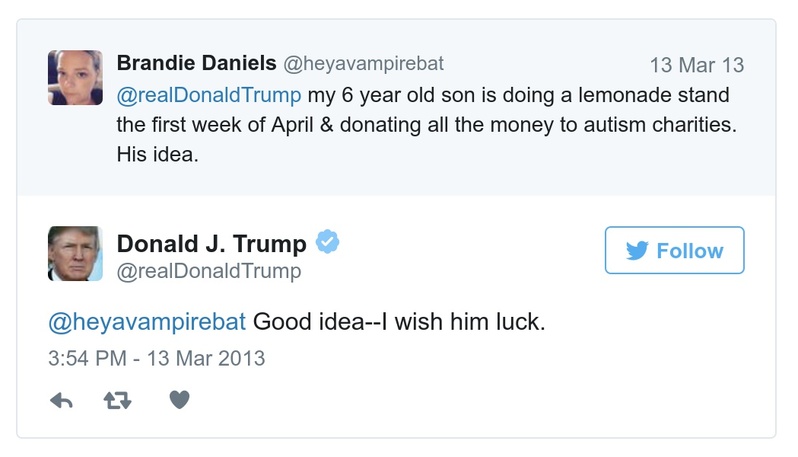 Brandie Daniels @heyavampirebat 13 Mar 13
@realDonaldTrump my 6 year old son is doing a lemonade stand
the first week of April & donating all the money to autism charities.
His idea.
Donald J. Trump
@realDonaldTrump
Follow
@heyavampirebat Good idea--I wish him luck.
3:54 PM - 13 Mar 2013